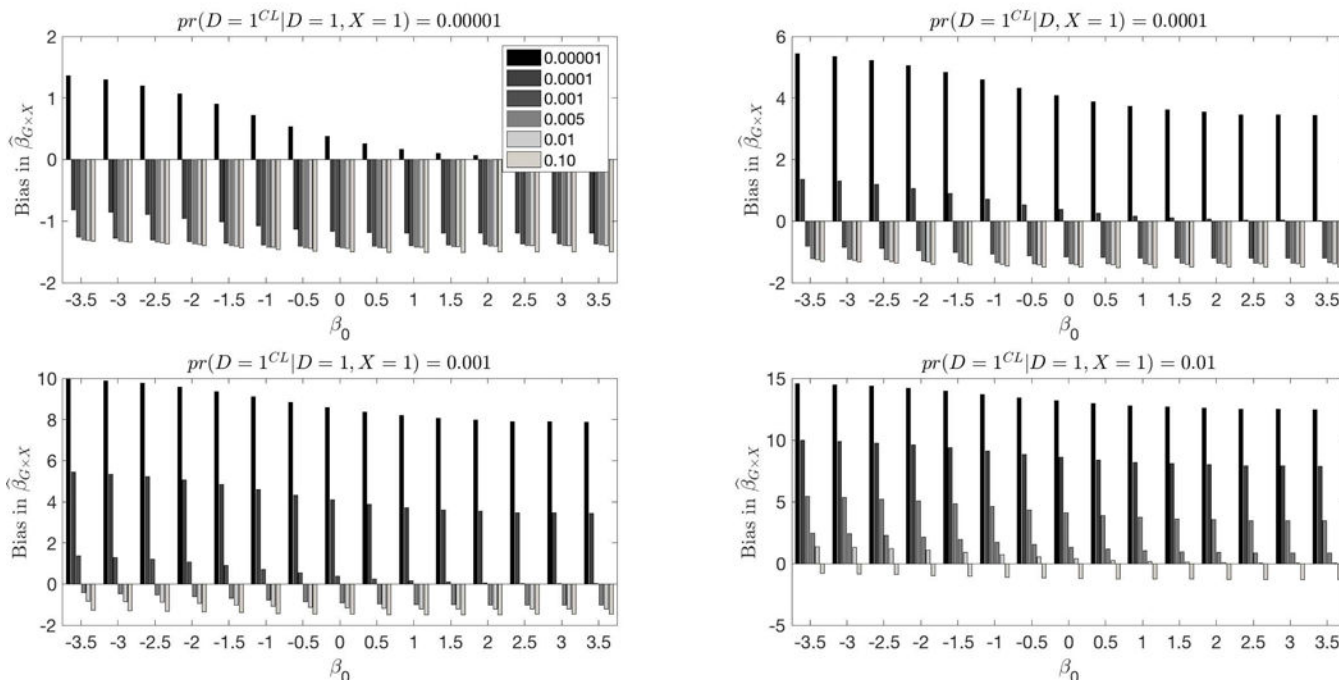 pr(D = 1^{CL}|D = 1, X = 1) = 0.00001
2
1
0
-1
-2
Bias in \widehat{β}_{G×X}
0.00001
0.0001
0.001
0.005
0.01
0.10
-3.5 -3 -2.5 -2 -1.5 -1 -0.5 0 0.5 1 1.5 2 2.5 3 3.5
β_0
pr(D = 1^{CL}|D, X = 1) = 0.0001
6
4
2
0
-2
Bias in \widehat{β}_{G×X}
-3.5 -3 -2.5 -2 -1.5 -1 -0.5 0 0.5 1 1.5 2 2.5 3 3.5
β_0
pr(D = 1^{CL}|D = 1, X = 1) = 0.001
10
8
6
4
2
0
-2
Bias in \widehat{β}_{G×X}
-3.5 -3 -2.5 -2 -1.5 -1 -0.5 0 0.5 1 1.5 2 2.5 3 3.5
β_0
pr(D = 1^{CL}|D = 1, X = 1) = 0.01
15
10
5
0
-5
Bias in \widehat{β}_{G×X}
-3.5 -3 -2.5 -2 -1.5 -1 -0.5 0 0.5 1 1.5 2 2.5 3 3.5
β_0